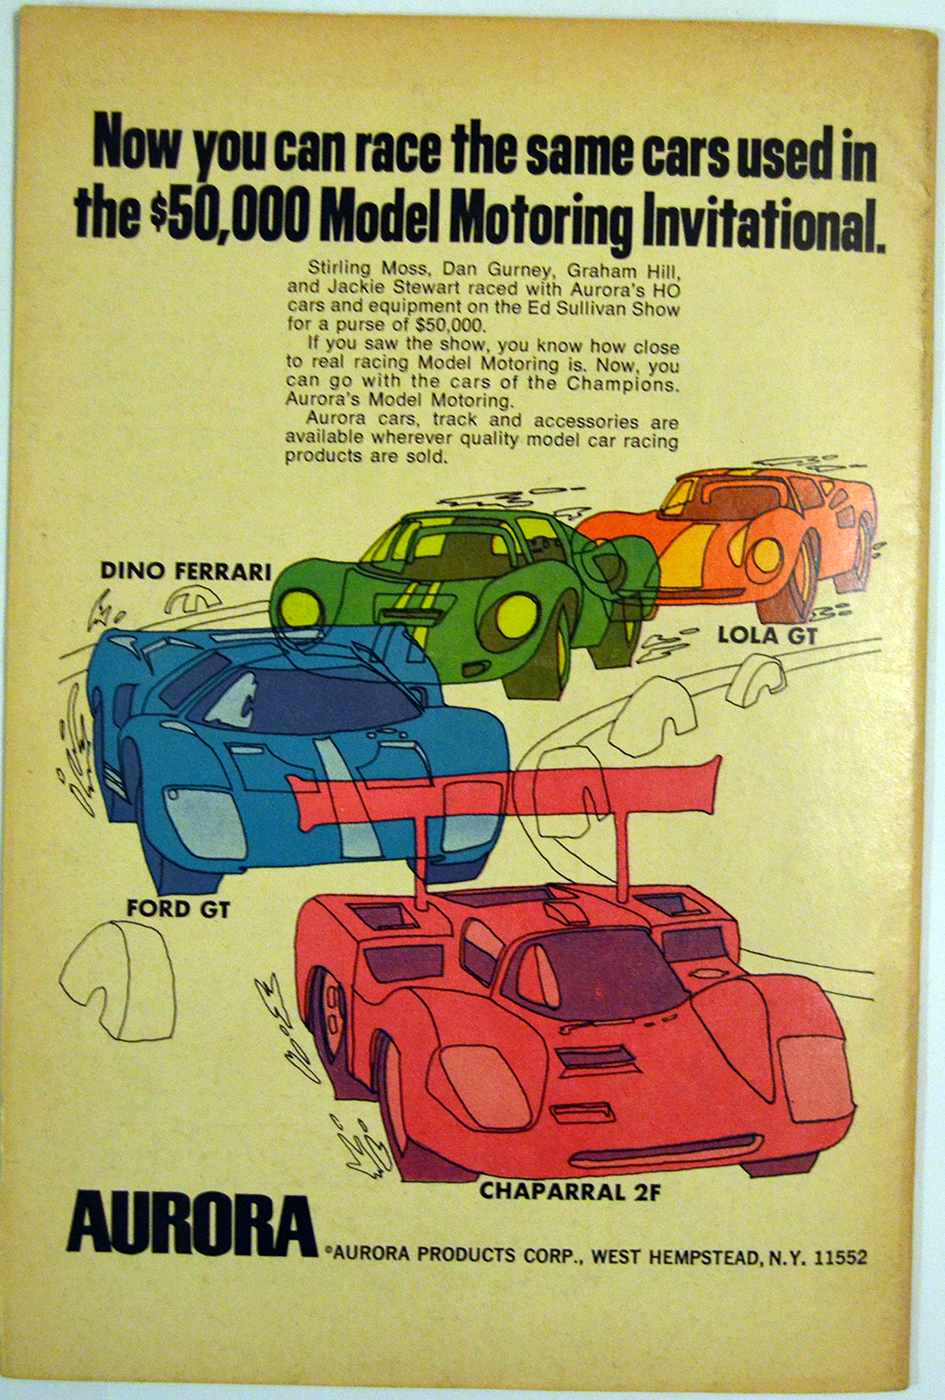 Now you can race the same cars used in
the $50,000 Model Motoring Invitational.
Stirling Moss, Dan Gurney, Graham Hill,
and Jackie Stewart raced with Aurora's HO
cars and equipment on the Ed Sullivan Show
for a purse of $50,000.
If you saw the show, you know how close
to real racing Model Motoring is. Now, you
can go with the cars of the Champions.
Aurora's Model Motoring.
Aurora cars, track and accessories are
available wherever quality model car racing
products are sold.
DINO FERRARI
LOLA GT
FORD GT
CHAPARRAL 2F
AURORA
©AURORA PRODUCTS CORP., WEST HEMPSTEAD, N.Y. 11552